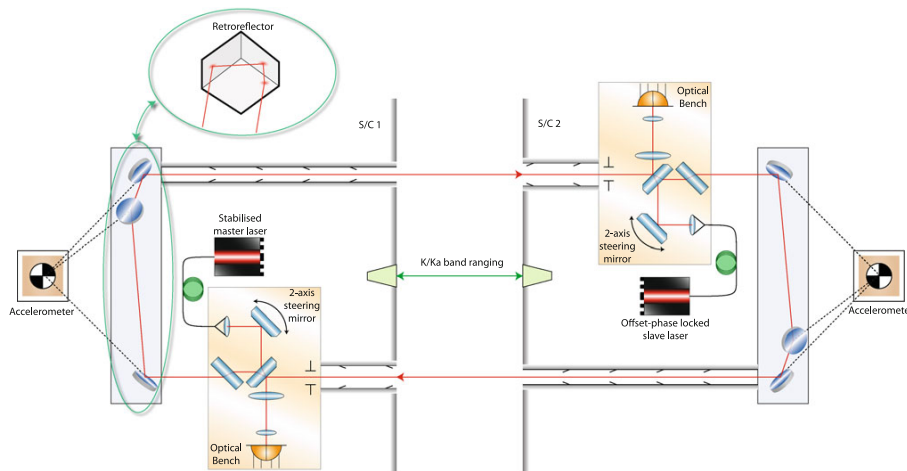 Retroreflector
S/C 1
S/C 2
Optical
Bench
Stabilised
master laser
2-axis
steering
mirror
K/Ka band ranging
2-axis
steering
mirror
Accelerometer
Accelerometer
Offset-phase locked
slave laser
Optical
Bench